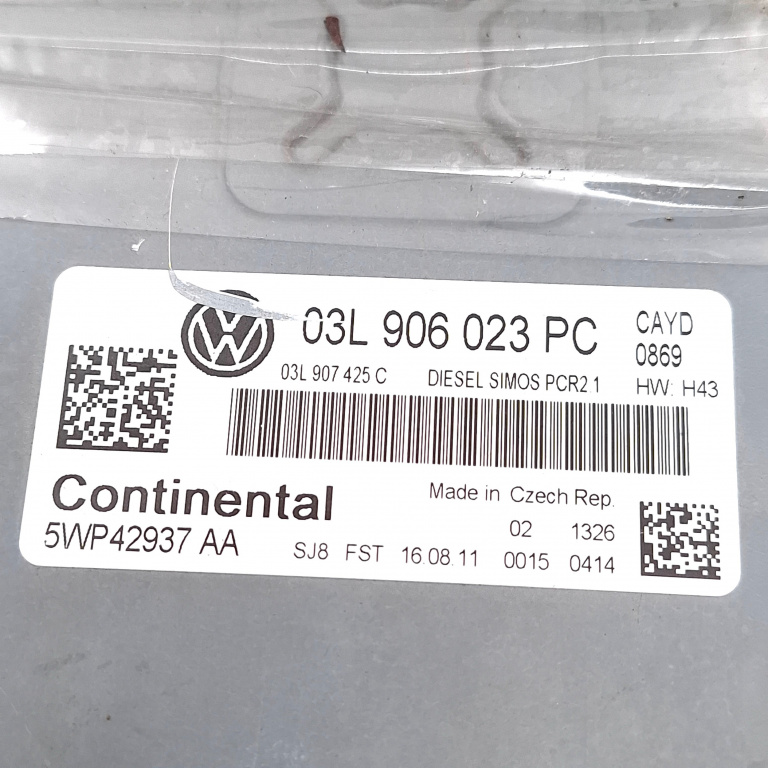 03L 906 023 PC
CAYD
0869
03L 907 425 C DIESEL SIMOS PCR2 1 HW: H43
Continental
Made in Czech Rep.
5WP42937 AA
02 1326
SJ8 FST 16.08.11 0015 0414